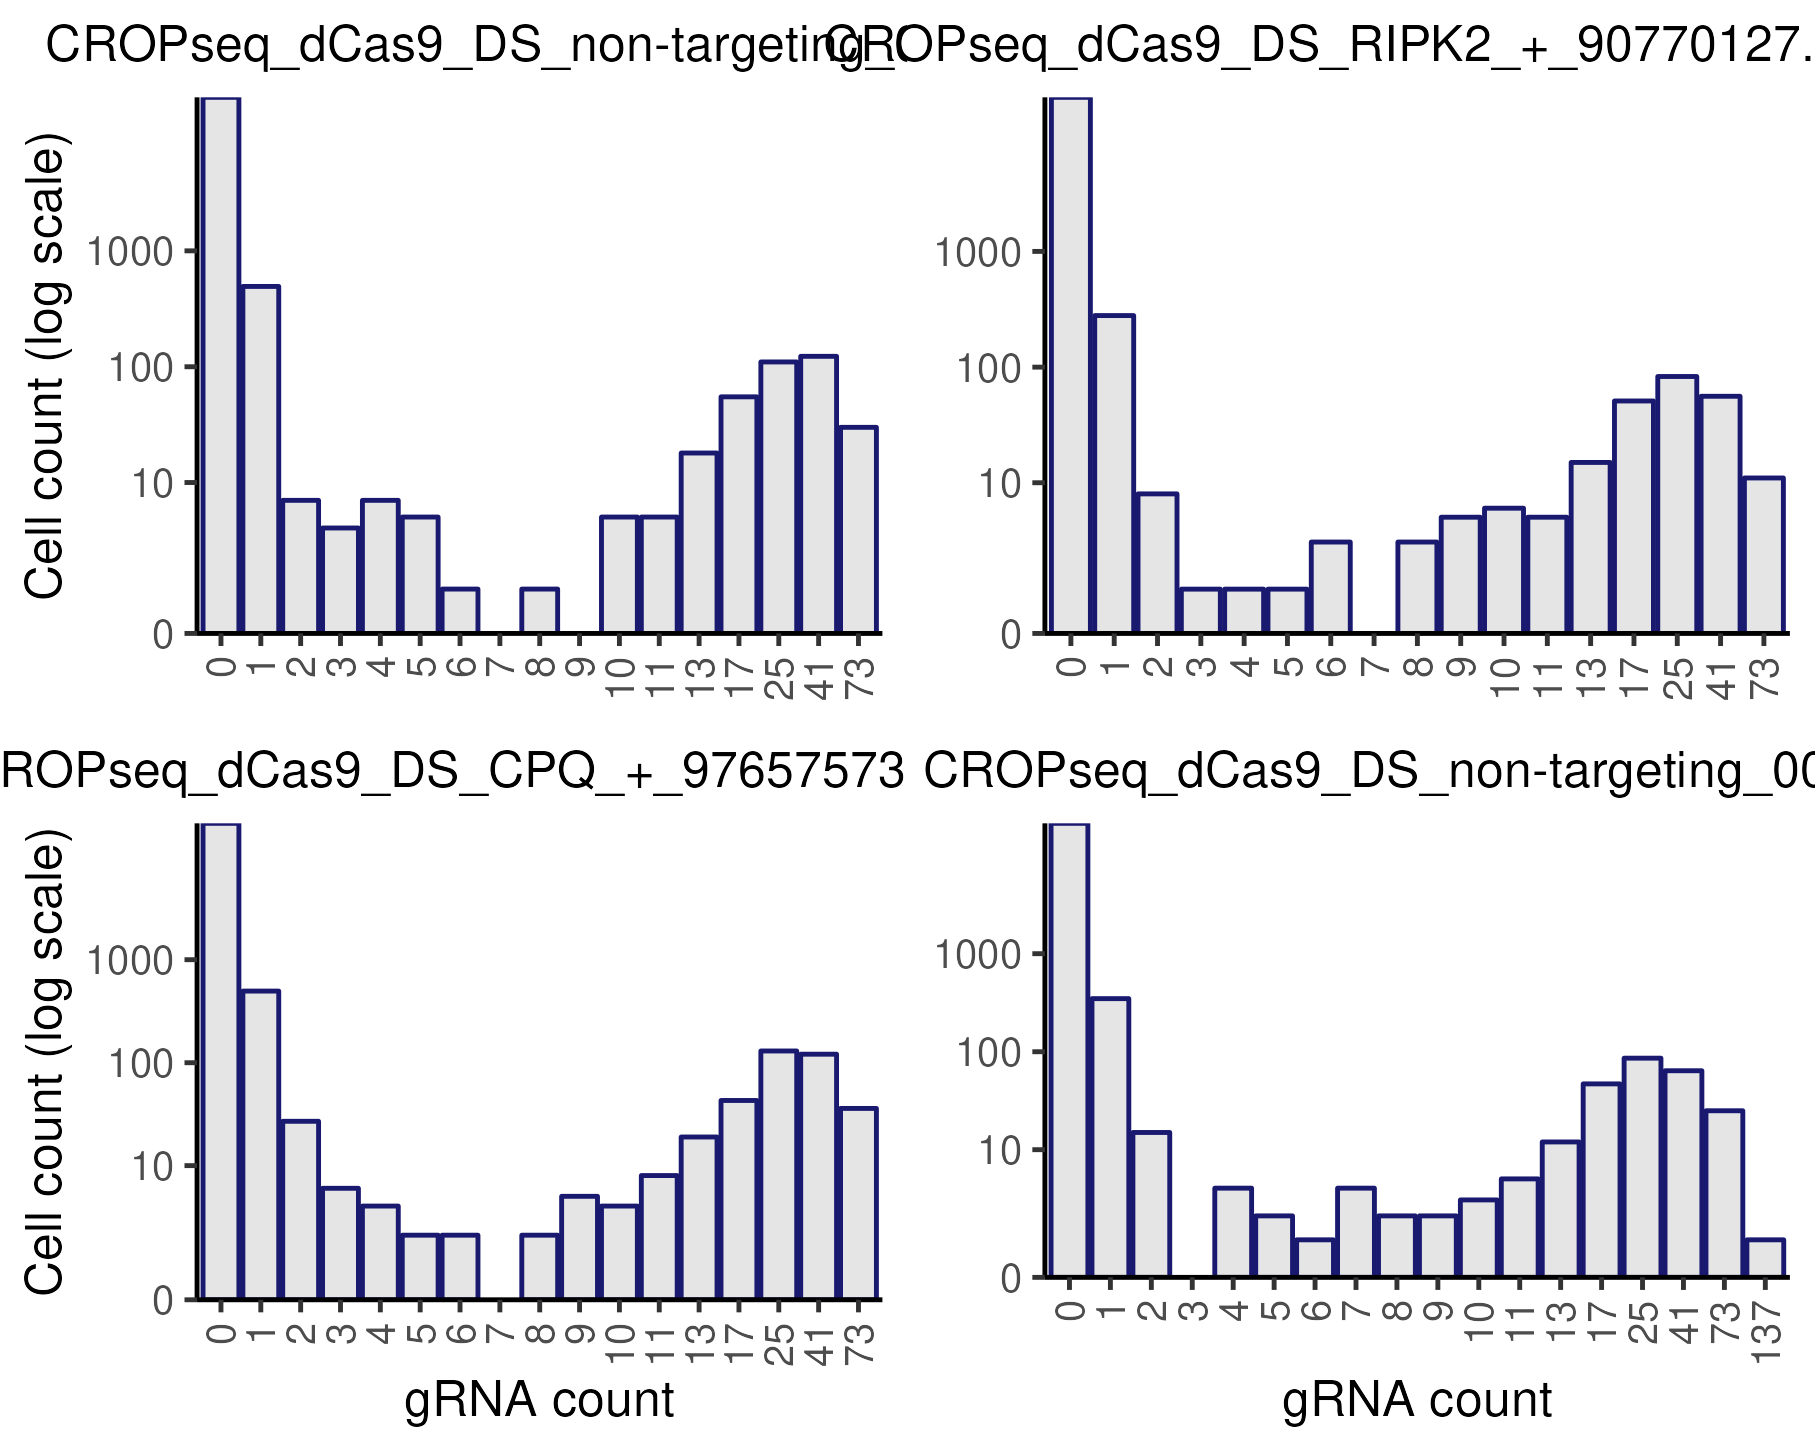 CROPseq_dCas9_DS_non-targeting_
CROPseq_dCas9_DS_RIPK2_+_90770127.
Cell count (log scale)
1000
100
10
0
0 1 2 3 4 5 6 7 8 9 10 11 13 17 25 41 73
1000
100
10
0
0 1 2 3 4 5 6 7 8 9 10 11 13 17 25 41 73
ROPseq_dCas9_DS_CPQ_+_97657573
CROPseq_dCas9_DS_non-targeting_00
Cell count (log scale)
1000
100
10
0
0 1 2 3 4 5 6 7 8 9 10 11 13 17 25 41 73
gRNA count
1000
100
10
0
0 1 2 3 4 5 6 7 8 9 10 11 13 17 25 41 73 137
gRNA count